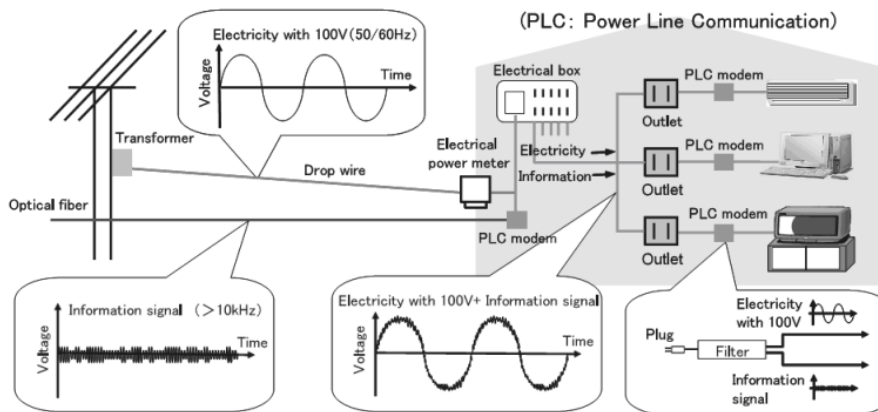 (PLC: Power Line Communication)
Electricity with 100V(50/60Hz)
Voltage
Time
Electrical box
PLC modem
Outlet
Transformer
Electrical
power meter
Electricity
Information
PLC modem
Outlet
Drop wire
Optical fiber
PLC modem
PLC modem
Outlet
Information signal (>10kHz)
Voltage
Time
Electricity with 100V+ Information signal
Voltage
Time
Electricity
with 100V
Plug
Filter
Information
signal